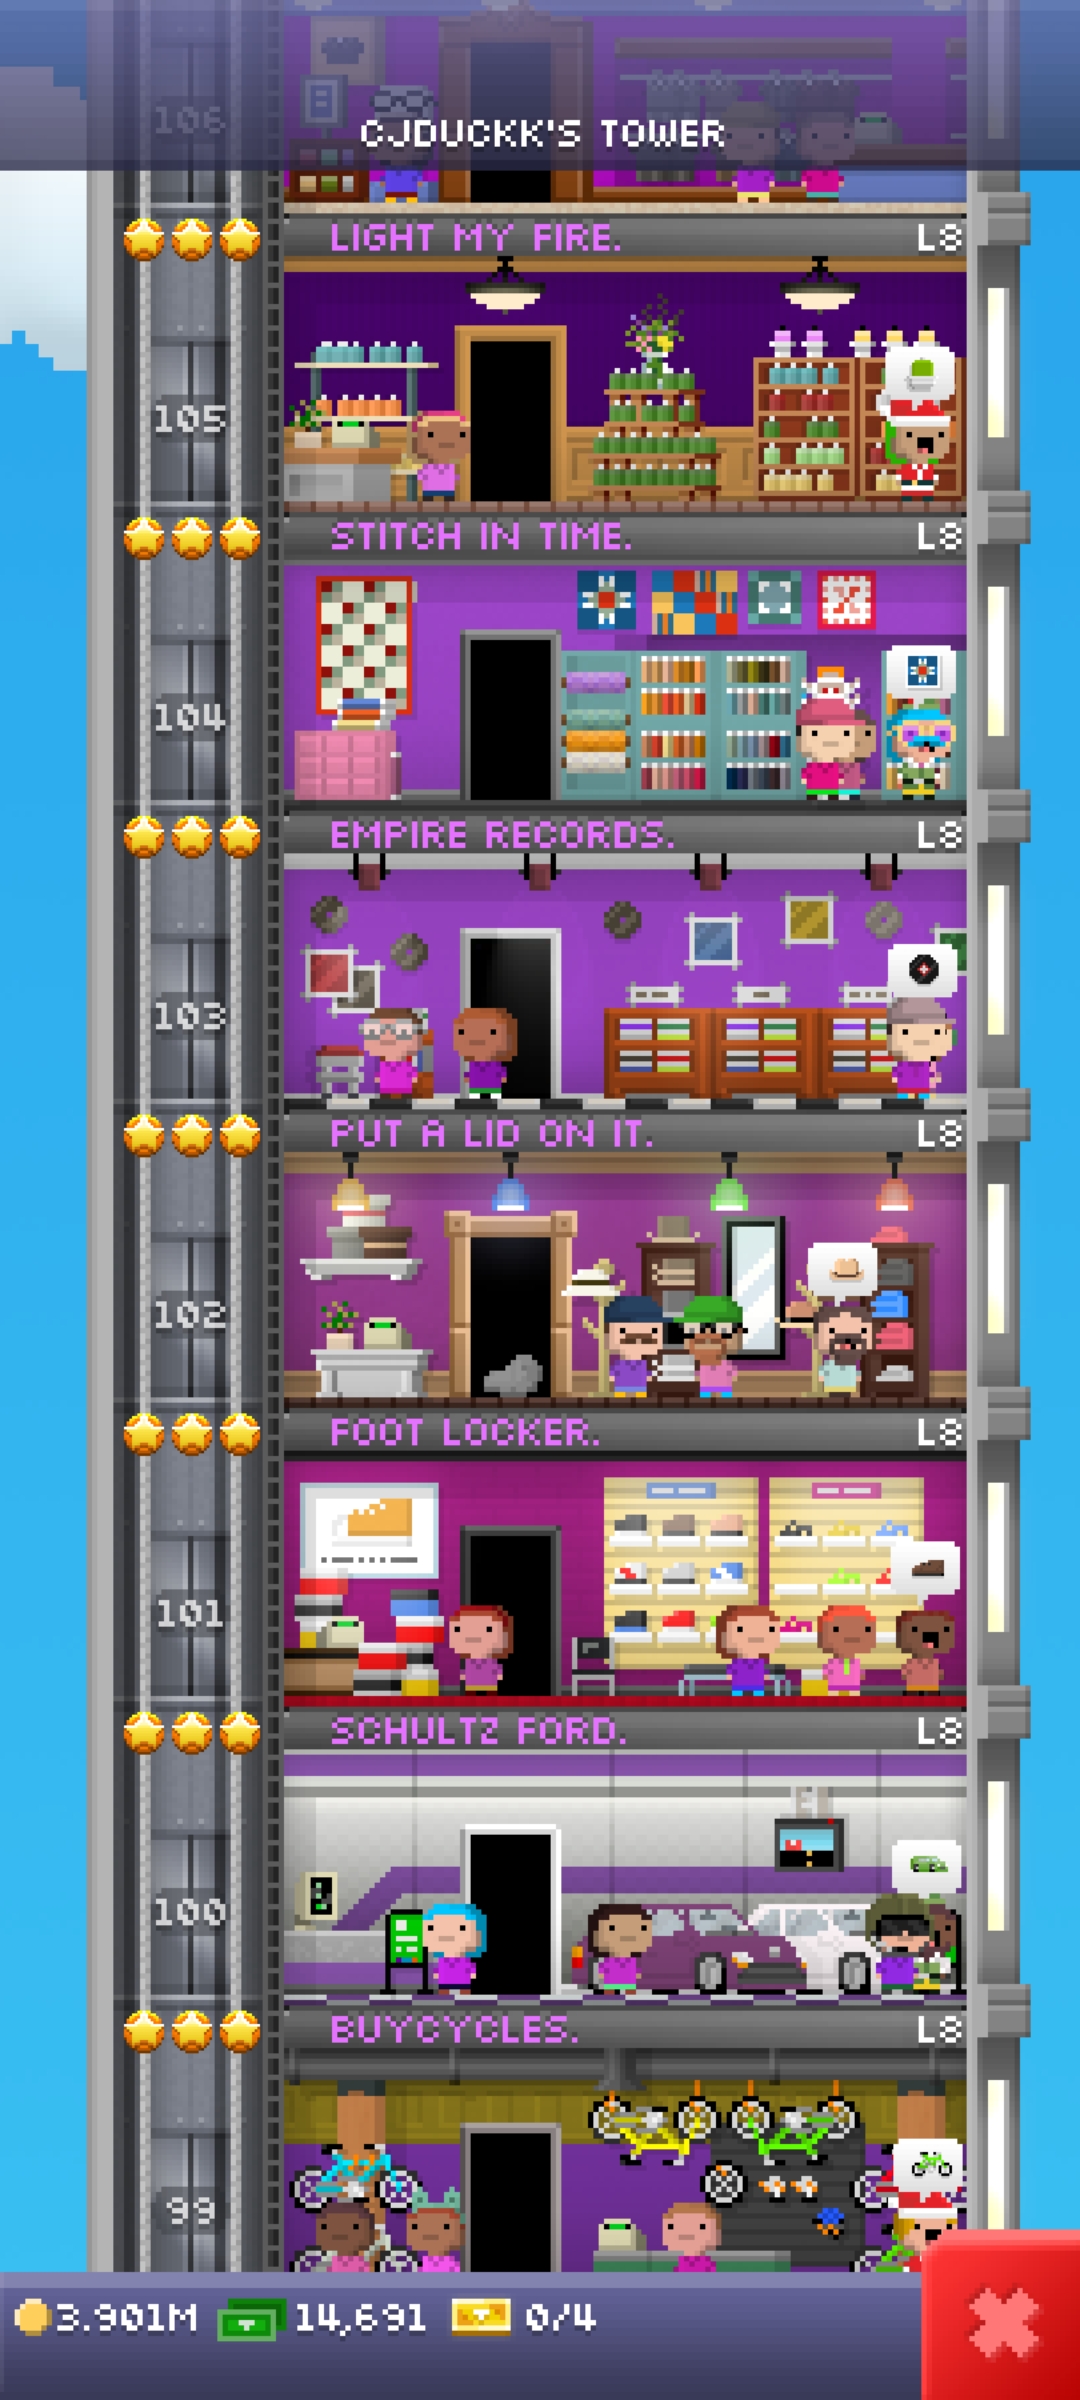 106
CJDUCKK'S TOWER
LIGHT MY FIRE. L8
105
STITCH IN TIME. L8
104
EMPIRE RECORDS. L8
103
PUT A LID ON IT. L8
102
FOOT LOCKER. L8
101
SCHULTZ FORD. L8
100
BUYCYCLES. L8
99
3.901M 14,691 0/4